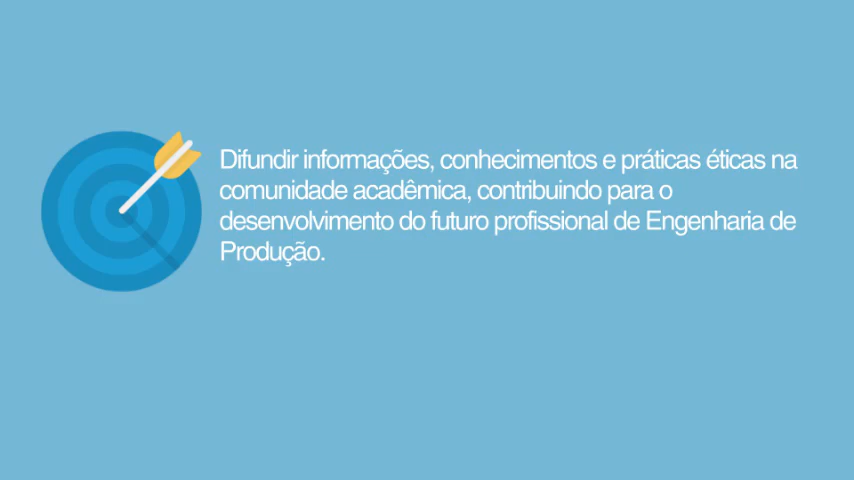 Difundir informações, conhecimentos e práticas éticas na
comunidade acadêmica, contribuindo para o
desenvolvimento do futuro profissional de Engenharia de
Produção.